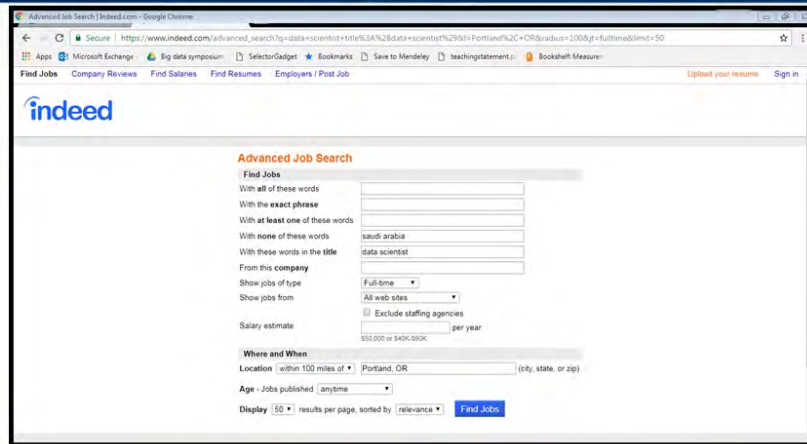 Advanced Job Search | Indeed.com - Google Chrome
Secure | https://www.indeed.com/advanced_search?q=data+scientist+title%3A%28data+scientist%29&l=Portland%2C+OR&radius=100&jt=fulltime&limit=50
Apps Microsoft Exchange Big data symposium SelectorGadget Bookmarks Save to Mendeley teachingstatement.p Bookshelf: Measure
Find Jobs Company Reviews Find Salaries Find Resumes Employers / Post Job Upload your resume Sign in
indeed
Advanced Job Search
Find Jobs
With all of these words
With the exact phrase
With at least one of these words
With none of these words saudi arabia
With these words in the title data scientist
From this company
Show jobs of type Full-time
Show jobs from All web sites
Exclude staffing agencies
Salary estimate per year
$50,000 or $40K-$90K
Where and When
Location within 100 miles of Portland, OR (city, state, or zip)
Age - Jobs published anytime
Display 50 results per page, sorted by relevance Find Jobs